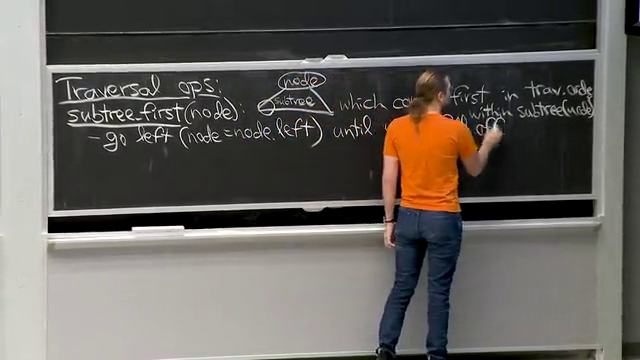 Traversal ops:
node
subtree
subtree_first(node): which first in trav. order
within subtree(node)
- go left (node = node.left) until